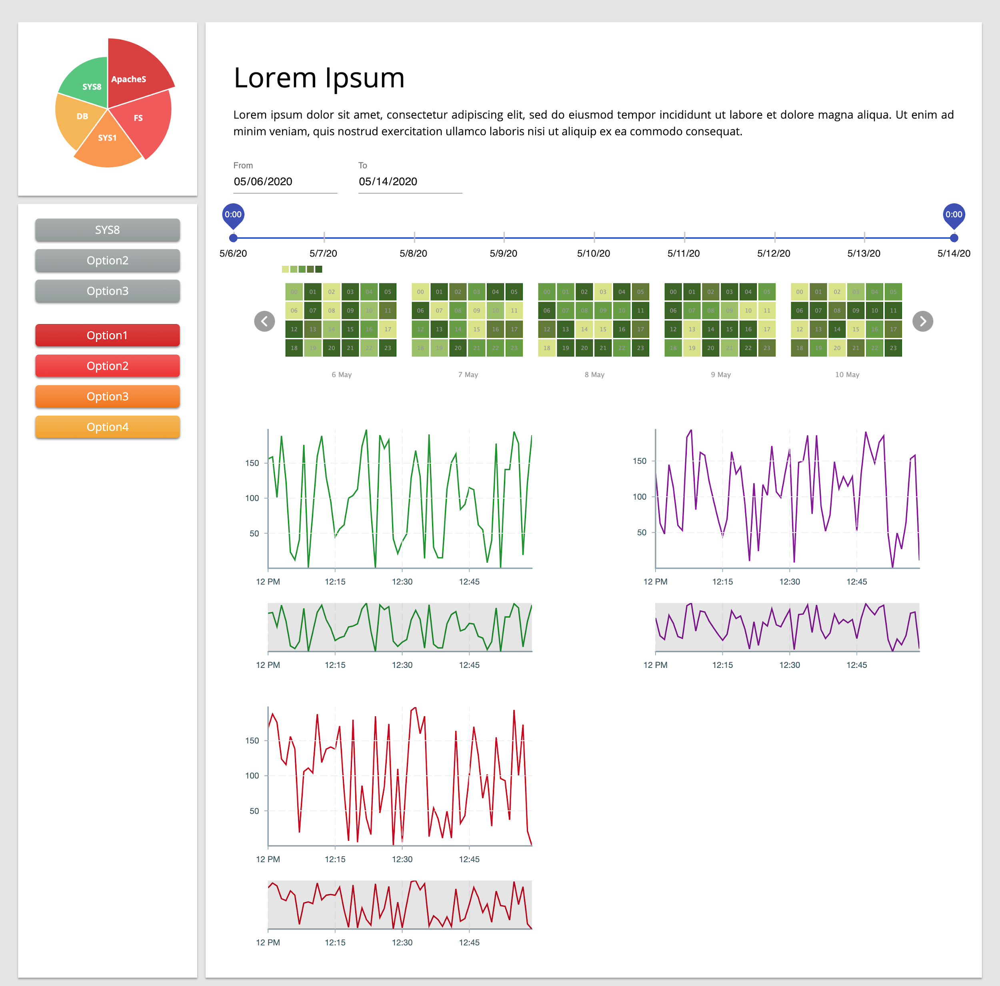 ApacheS
SYS8
DB
FS
SYS1
SYS8
Option2
Option3
Option1
Option2
Option3
Option4
Lorem Ipsum
Lorem ipsum dolor sit amet, consectetur adipiscing elit, sed do eiusmod tempor incididunt ut labore et dolore magna aliqua. Ut enim ad
minim veniam, quis nostrud exercitation ullamco laboris nisi ut aliquip ex ea commodo consequat.
From To
05/06/2020 05/14/2020
0:00 0:00
5/6/20 5/7/20 5/8/20 5/9/20 5/10/20 5/11/20 5/12/20 5/13/20 5/14/20
00 01 02 03 04 05 00 01 02 03 04 05 00 01 02 03 04 05 00 01 02 03 04 05 00 01 02 03 04 05
06 07 08 09 10 11 06 07 08 09 10 11 06 07 08 09 10 11 06 07 08 09 10 11 06 07 08 09 10 11
12 13 14 15 16 17 12 13 14 15 16 17 12 13 14 15 16 17 12 13 14 15 16 17 12 13 14 15 16 17
18 19 20 21 22 23 18 19 20 21 22 23 18 19 20 21 22 23 18 19 20 21 22 23 18 19 20 21 22 23
6 May 7 May 8 May 9 May 10 May
150
100
50
12 PM 12:15 12:30 12:45
12 PM 12:15 12:30 12:45
150
100
50
12 PM 12:15 12:30 12:45
12 PM 12:15 12:30 12:45
150
100
50
12 PM 12:15 12:30 12:45
12 PM 12:15 12:30 12:45